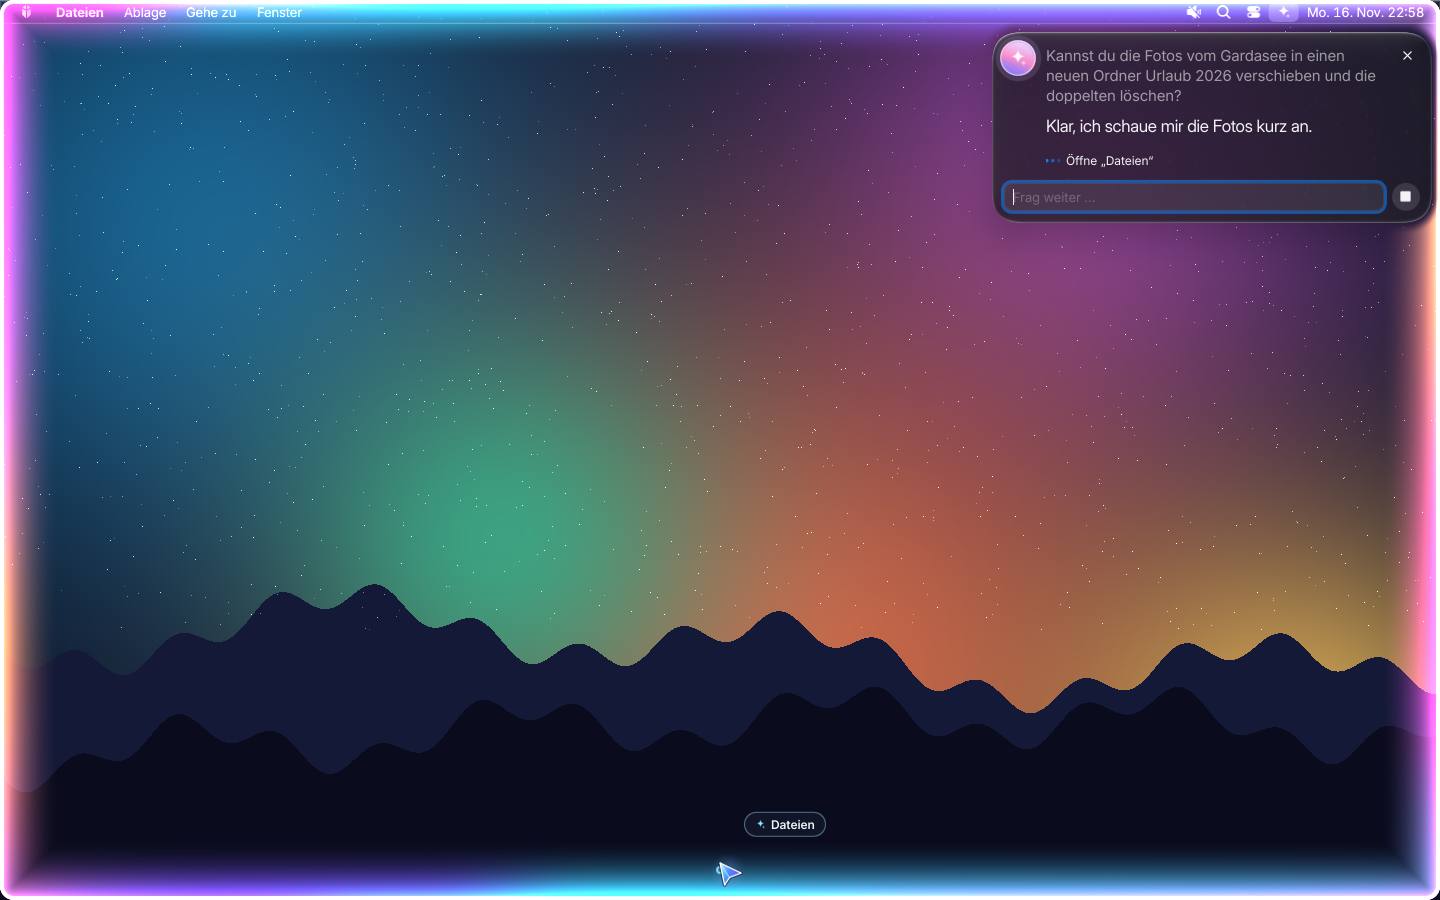 Dateien Ablage Gehe zu Fenster Mo. 16. Nov. 22:58
Kannst du die Fotos vom Gardasee in einen
neuen Ordner Urlaub 2026 verschieben und die
doppelten löschen?
Klar, ich schaue mir die Fotos kurz an.
Öffne „Dateien“
Frag weiter ...
Dateien